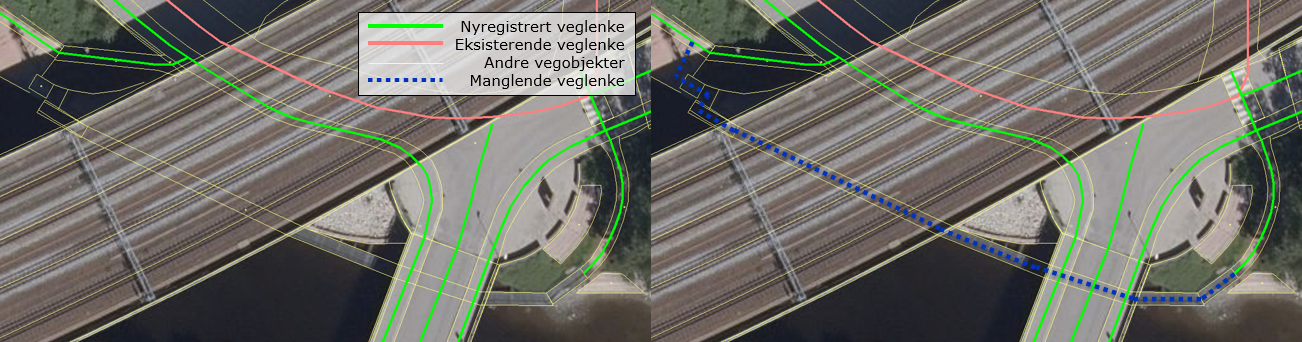 Nyregistrert veglenke
Eksisterende veglenke
Andre vegobjekter
Manglende veglenke